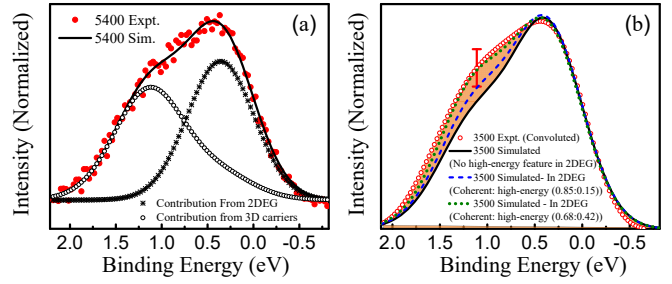 (a)
5400 Expt.
5400 Sim.
Contribution From 2DEG
Contribution from 3D carriers
Intensity (Normalized)
2.0 1.5 1.0 0.5 0.0 -0.5
Binding Energy (eV)
(b)
3500 Expt. (Convoluted)
3500 Simulated
(No high-energy feature in 2DEG)
3500 Simulated- In 2DEG
(Coherent: high-energy (0.85:0.15))
3500 Simulated - In 2DEG
(Coherent: high-energy (0.68:0.42))
Intensity (Normalized)
2.0 1.5 1.0 0.5 0.0 -0.5
Binding Energy (eV)